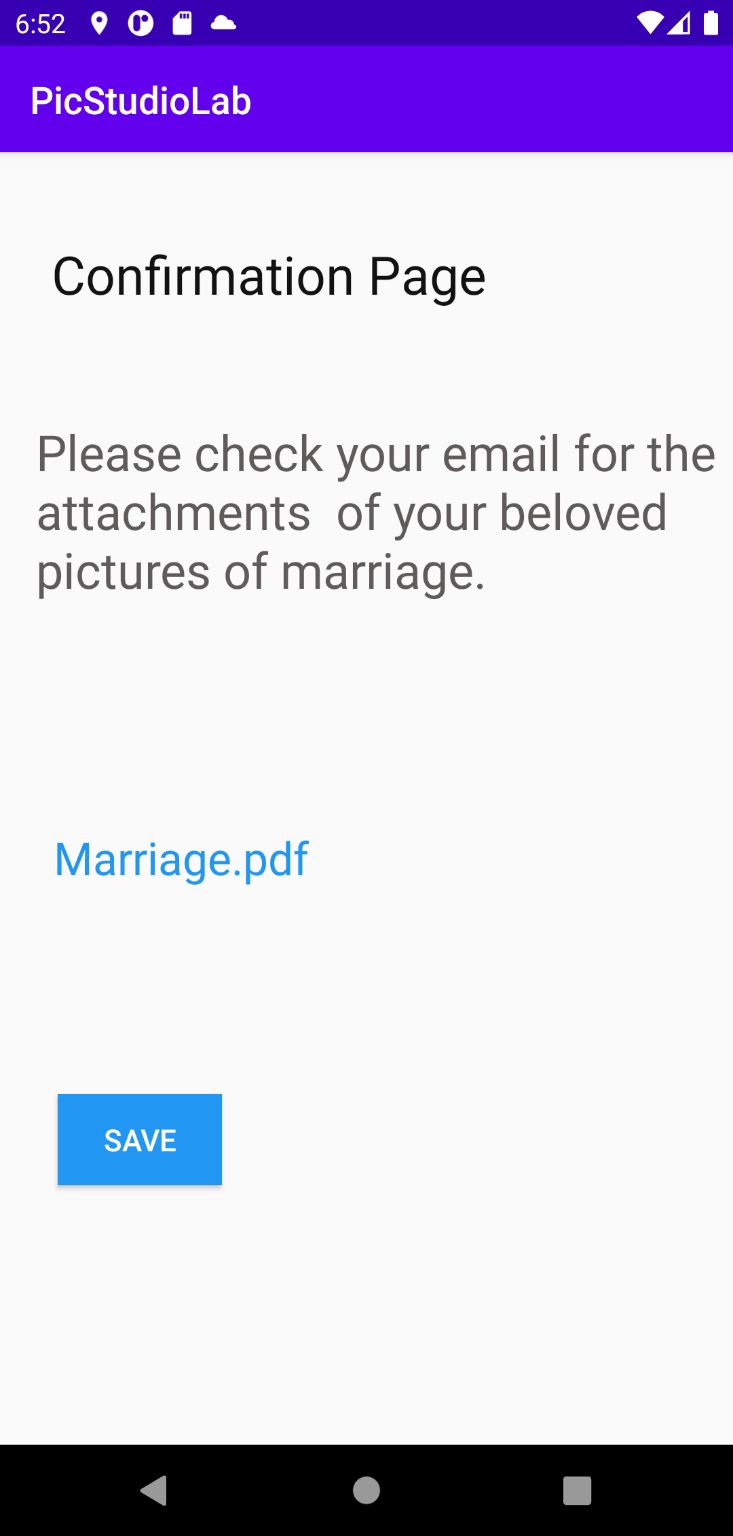 6:52
PicStudioLab
Confirmation Page
Please check your email for the
attachments  of your beloved
pictures of marriage.
Marriage.pdf
SAVE